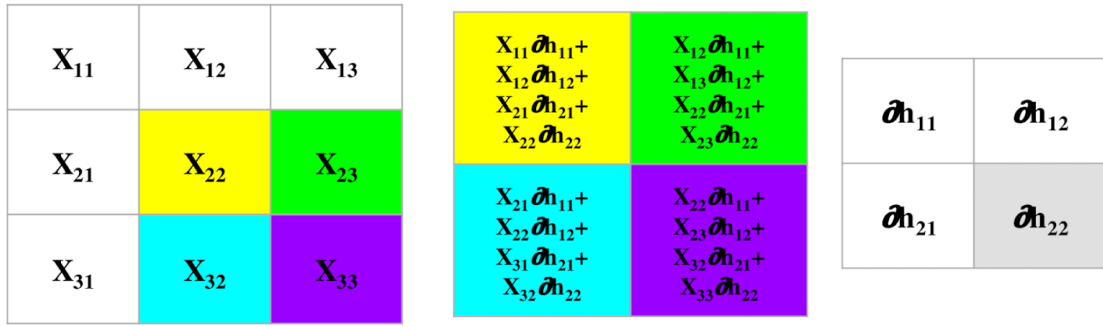 X₁₁ X₁₂ X₁₃
X₂₁ X₂₂ X₂₃
X₃₁ X₃₂ X₃₃
X₁₁∂h₁₁+
X₁₂∂h₁₂+
X₂₁∂h₂₁+
X₂₂∂h₂₂
X₁₂∂h₁₁+
X₁₃∂h₁₂+
X₂₂∂h₂₁+
X₂₃∂h₂₂
X₂₁∂h₁₁+
X₂₂∂h₁₂+
X₃₁∂h₂₁+
X₃₂∂h₂₂
X₂₂∂h₁₁+
X₂₃∂h₁₂+
X₃₂∂h₂₁+
X₃₃∂h₂₂
∂h₁₁ ∂h₁₂
∂h₂₁ ∂h₂₂